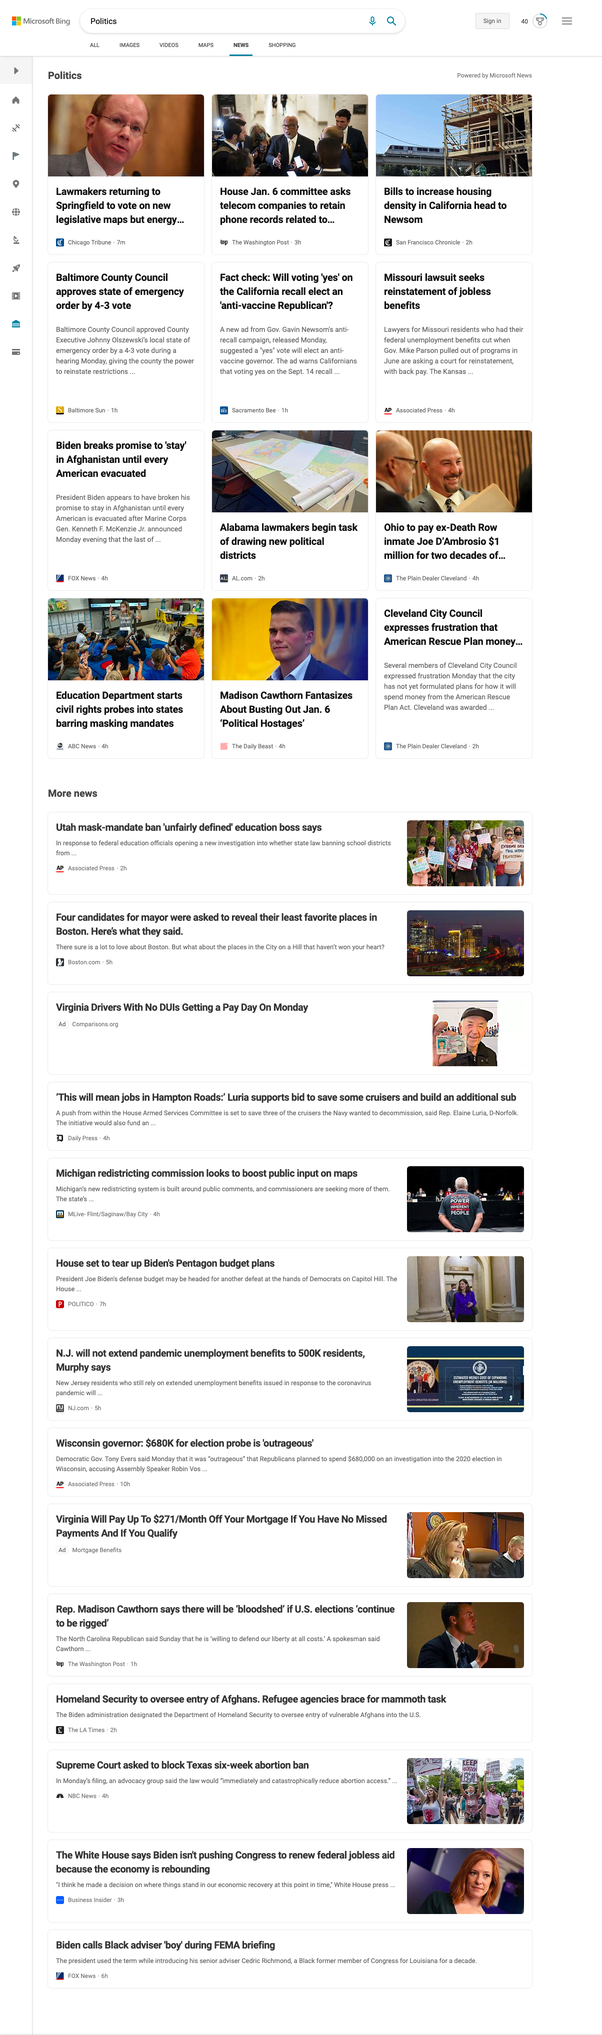 Microsoft Bing
Politics
Sign in
40
ALL
IMAGES
VIDEOS
MAPS
NEWS
SHOPPING
Politics
Powered by Microsoft News
Lawmakers returning to
Springfield to vote on new
legislative maps but energy...
Chicago Tribune · 7m
House Jan. 6 committee asks
telecom companies to retain
phone records related to...
The Washington Post · 3h
Bills to increase housing
density in California head to
Newsom
San Francisco Chronicle · 2h
Baltimore County Council
approves state of emergency
order by 4-3 vote
Baltimore County Council approved County
Executive Johnny Olszewski's local state of
emergency order by a 4-3 vote during a
hearing Monday, giving the county the power
to reinstate restrictions ...
Baltimore Sun · 1h
Fact check: Will voting 'yes' on
the California recall elect an
'anti-vaccine Republican'?
A new ad from Gov. Gavin Newsom's anti-
recall campaign, released Monday,
suggested a "yes" vote will elect an anti-
vaccine governor. The ad warns Californians
that voting yes on the Sept. 14 recall ...
Sacramento Bee · 1h
Missouri lawsuit seeks
reinstatement of jobless
benefits
Lawyers for Missouri residents who had their
federal unemployment benefits cut when
Gov. Mike Parson pulled out of programs in
June are asking a court for reinstatement,
with back pay. The Kansas ...
AP
Associated Press · 4h
Biden breaks promise to 'stay'
in Afghanistan until every
American evacuated
President Biden appears to have broken his
promise to stay in Afghanistan until every
American is evacuated after Marine Corps
Gen. Kenneth F. McKenzie Jr. announced
Monday evening that the last of ...
FOX News · 4h
Alabama lawmakers begin task
of drawing new political
districts
AL.com · 2h
Ohio to pay ex-Death Row
inmate Joe D'Ambrosio $1
million for two decades of...
The Plain Dealer Cleveland · 4h
Education Department starts
civil rights probes into states
barring masking mandates
ABC News · 4h
Madison Cawthorn Fantasizes
About Busting Out Jan. 6
'Political Hostages'
The Daily Beast · 4h
Cleveland City Council
expresses frustration that
American Rescue Plan money...
Several members of Cleveland City Council
expressed frustration Monday that the city
has not yet formulated plans for how it will
spend money from the American Rescue
Plan Act. Cleveland was awarded ...
The Plain Dealer Cleveland · 2h
More news
Utah mask-mandate ban 'unfairly defined' education boss says
In response to federal education officials opening a new investigation into whether state law banning school districts
from ...
AP
Associated Press · 2h
Four candidates for mayor were asked to reveal their least favorite places in
Boston. Here's what they said.
There sure is a lot to love about Boston. But what about the places in the City on a Hill that haven't won your heart?
Boston.com · 5h
Virginia Drivers With No DUIs Getting a Pay Day On Monday
Ad Comparisons.org
'This will mean jobs in Hampton Roads:' Luria supports bid to save some cruisers and build an additional sub
A push from within the House Armed Services Committee is set to save three of the cruisers the Navy wanted to decommission, said Rep. Elaine Luria, D-Norfolk.
The initiative would also fund an ...
Daily Press · 4h
Michigan redistricting commission looks to boost public input on maps
Michigan's new redistricting system is built around public comments, and commissioners are seeking more of them.
The state's ...
MLive- Flint/Saginaw/Bay City · 4h
POWER
INHERENT
PEOPLE
House set to tear up Biden's Pentagon budget plans
President Joe Biden's defense budget may be headed for another defeat at the hands of Democrats on Capitol Hill. The
House ...
POLITICO · 7h
N.J. will not extend pandemic unemployment benefits to 500K residents,
Murphy says
New Jersey residents who still rely on extended unemployment benefits issued in response to the coronavirus
pandemic will ...
NJ.com · 5h
Wisconsin governor: $680K for election probe is 'outrageous'
Democratic Gov. Tony Evers said Monday that it was "outrageous" that Republicans planned to spend $680,000 on an investigation into the 2020 election in
Wisconsin, accusing Assembly Speaker Robin Vos ...
AP
Associated Press · 10h
Virginia Will Pay Up To $271/Month Off Your Mortgage If You Have No Missed
Payments And If You Qualify
Ad Mortgage Benefits
Rep. Madison Cawthorn says there will be 'bloodshed' if U.S. elections 'continue
to be rigged'
The North Carolina Republican said Sunday that he is 'willing to defend our liberty at all costs.' A spokesman said
Cawthorn ...
The Washington Post · 1h
Homeland Security to oversee entry of Afghans. Refugee agencies brace for mammoth task
The Biden administration designated the Department of Homeland Security to oversee entry of vulnerable Afghans into the U.S.
The LA Times · 2h
Supreme Court asked to block Texas six-week abortion ban
In Monday's filing, an advocacy group said the law would "immediately and catastrophically reduce abortion access." ...
NBC News · 4h
KEEP
The White House says Biden isn't pushing Congress to renew federal jobless aid
because the economy is rebounding
"I think he made a decision on where things stand in our economic recovery at this point in time," White House press ...
Business Insider · 3h
Biden calls Black adviser 'boy' during FEMA briefing
The president used the term while introducing his senior adviser Cedric Richmond, a Black former member of Congress for Louisiana for a decade.
FOX News · 6h